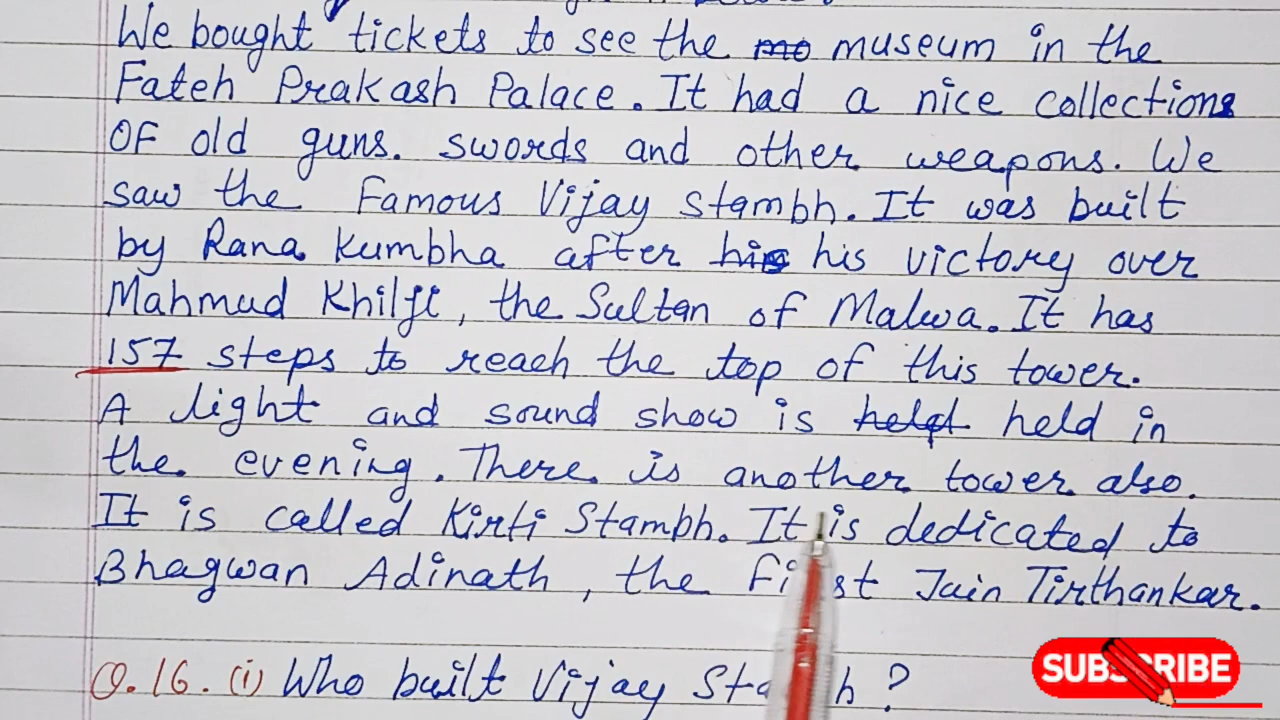 We bought tickets to see the mo museum in the
Fateh Prakash Palace. It had a nice collections
OF old guns. swords and other weapons. We
saw the Famous Vijay Stambh. It was built
by Rana Kumbha after his his victory over
Mahmud Khilji, the Sultan of Malwa. It has
157 steps to reach the top of this tower.
A light and sound show is held in
the evening. There is another tower also.
It is called Kirti Stambh. It is dedicated to
Bhagwan Adinath, the First Jain Tirthankar.
Q.16. (i) Who built Vijay ?
SUBSCRIBE